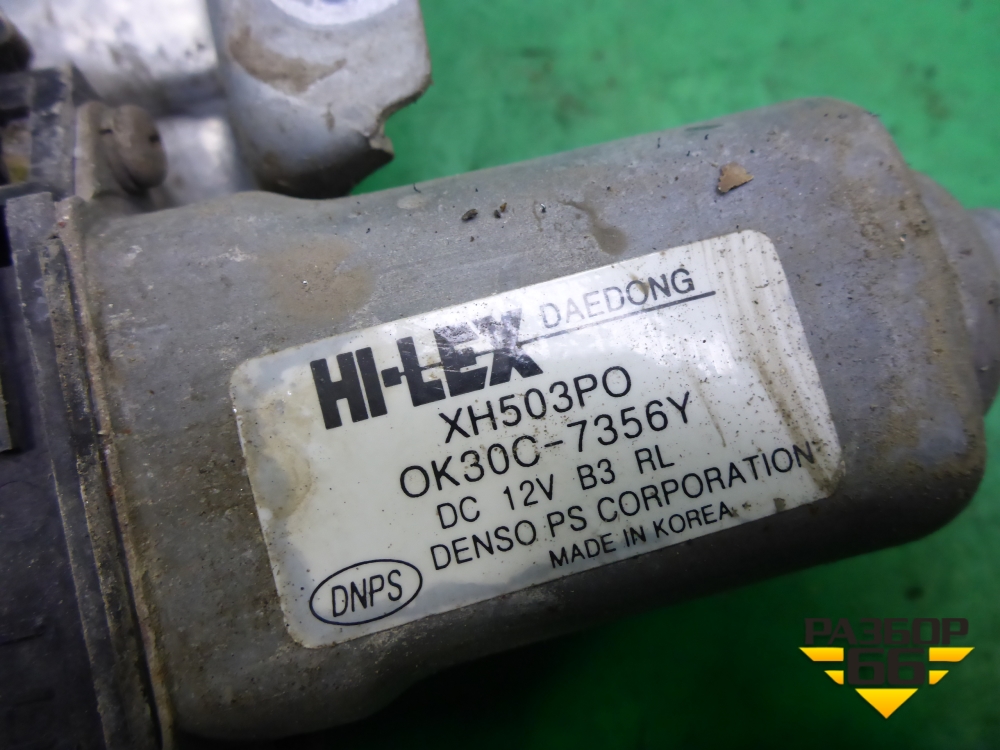 HI-LEX DAEDONG
XH503PO
OK30C-7356Y
DC 12V B3 RL
DENSO PS CORPORATION
DNPS
MADE IN KOREA
РАЗБОР
66